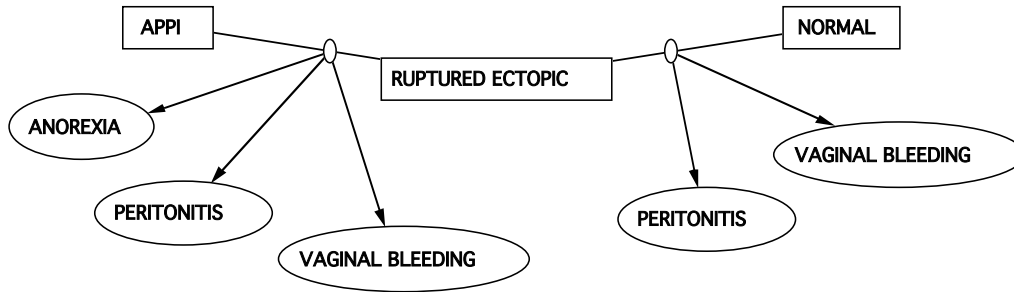 APPI
NORMAL
RUPTURED ECTOPIC
ANOREXIA
VAGINAL BLEEDING
PERITONITIS
PERITONITIS
VAGINAL BLEEDING